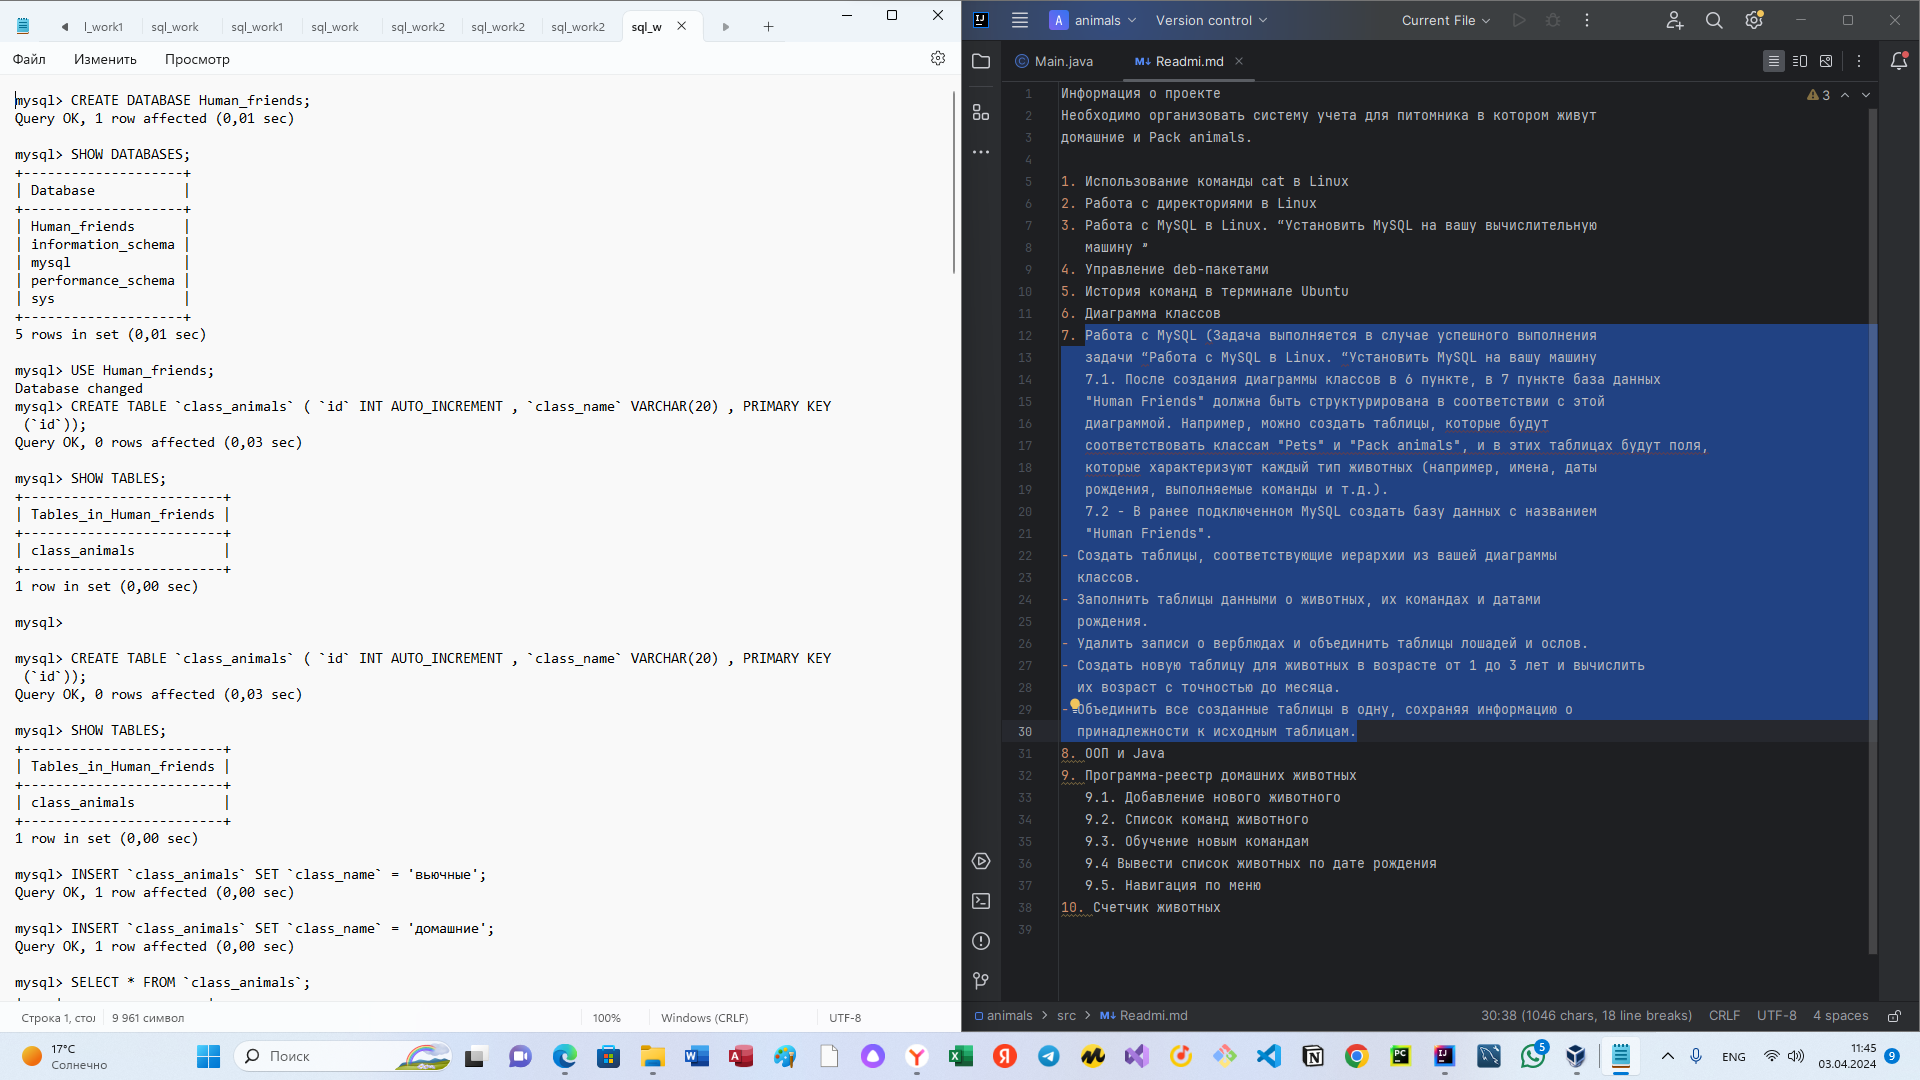 l_work1
sql_work
sql_work1
sql_work
sql_work2
sql_work2
sql_work2
sql_w
Файл
Изменить
Просмотр
mysql> CREATE DATABASE Human_friends;
Query OK, 1 row affected (0,01 sec)
mysql> SHOW DATABASES;
+--------------------+
| Database           |
+--------------------+
| Human_friends      |
| information_schema |
| mysql              |
| performance_schema |
| sys                |
+--------------------+
5 rows in set (0,01 sec)
mysql> USE Human_friends;
Database changed
mysql> CREATE TABLE `class_animals` ( `id` INT AUTO_INCREMENT , `class_name` VARCHAR(20) , PRIMARY KEY
(`id`));
Query OK, 0 rows affected (0,03 sec)
mysql> SHOW TABLES;
+-------------------------+
| Tables_in_Human_friends |
+-------------------------+
| class_animals           |
+-------------------------+
1 row in set (0,00 sec)
mysql>
mysql> CREATE TABLE `class_animals` ( `id` INT AUTO_INCREMENT , `class_name` VARCHAR(20) , PRIMARY KEY
(`id`));
Query OK, 0 rows affected (0,03 sec)
mysql> SHOW TABLES;
+-------------------------+
| Tables_in_Human_friends |
+-------------------------+
| class_animals           |
+-------------------------+
1 row in set (0,00 sec)
mysql> INSERT `class_animals` SET `class_name` = 'вьючные';
Query OK, 1 row affected (0,00 sec)
mysql> INSERT `class_animals` SET `class_name` = 'домашние';
Query OK, 1 row affected (0,00 sec)
mysql> SELECT * FROM `class_animals`;
Строка 1, стол
9 961 символ
100%
Windows (CRLF)
UTF-8
A animals
Version control
Current File
Main.java
Readmi.md
3
1 Информация о проекте
2 Необходимо организовать систему учета для питомника в котором живут
3 домашние и Pack animals.
4
5 1. Использование команды cat в Linux
6 2. Работа с директориями в Linux
7 3. Работа с MySQL в Linux. “Установить MySQL на вашу вычислительную
8 машину ”
9 4. Управление deb-пакетами
10 5. История команд в терминале Ubuntu
11 6. Диаграмма классов
12 7. Работа с MySQL (Задача выполняется в случае успешного выполнения
13 задачи “Работа с MySQL в Linux. “Установить MySQL на вашу машину
14 7.1. После создания диаграммы классов в 6 пункте, в 7 пункте база данных
15 "Human Friends" должна быть структурирована в соответствии с этой
16 диаграммой. Например, можно создать таблицы, которые будут
17 соответствовать классам "Pets" и "Pack animals", и в этих таблицах будут поля,
18 которые характеризуют каждый тип животных (например, имена, даты
19 рождения, выполняемые команды и т.д.).
20 7.2 - В ранее подключенном MySQL создать базу данных с названием
21 "Human Friends".
22 - Создать таблицы, соответствующие иерархии из вашей диаграммы
23 классов.
24 - Заполнить таблицы данными о животных, их командах и датами
25 рождения.
26 - Удалить записи о верблюдах и объединить таблицы лошадей и ослов.
27 - Создать новую таблицу для животных в возрасте от 1 до 3 лет и вычислить
28 их возраст с точностью до месяца.
29 - Объединить все созданные таблицы в одну, сохраняя информацию о
30 принадлежности к исходным таблицам.
31 8. ООП и Java
32 9. Программа-реестр домашних животных
33 9.1. Добавление нового животного
34 9.2. Список команд животного
35 9.3. Обучение новым командам
36 9.4 Вывести список животных по дате рождения
37 9.5. Навигация по меню
38 10. Счетчик животных
39
animals > src > Readmi.md
30:38 (1046 chars, 18 line breaks)
CRLF
UTF-8
4 spaces
17°C
Солнечно
Поиск
5
ENG
11:45
03.04.2024
9